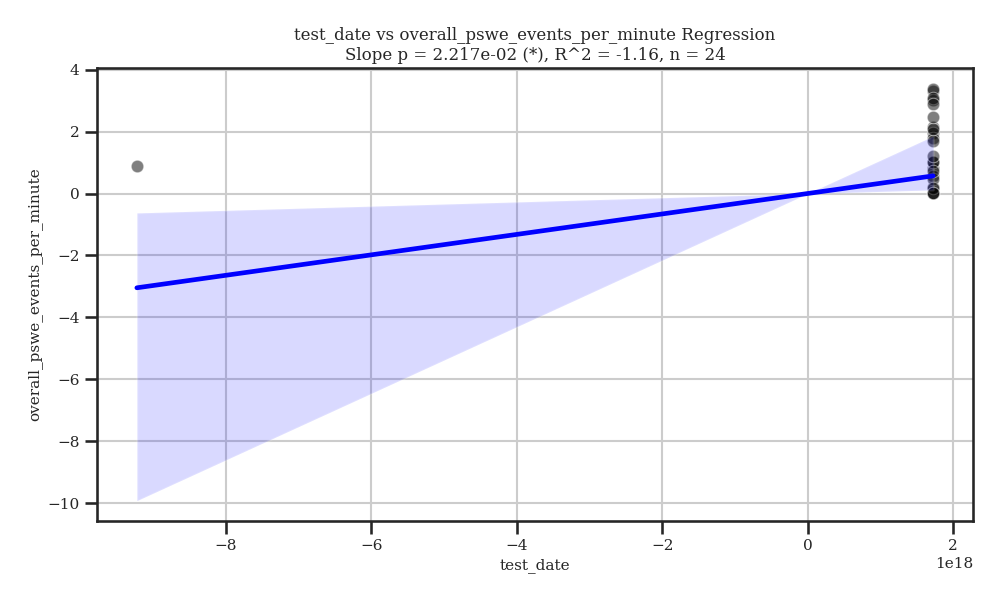 test_date vs overall_pswe_events_per_minute Regression
Slope p = 2.217e-02 (*), R^2 = -1.16, n = 24
overall_pswe_events_per_minute
4
2
0
−2
−4
−6
−8
−10
−8
−6
−4
−2
0
2
1e18
test_date